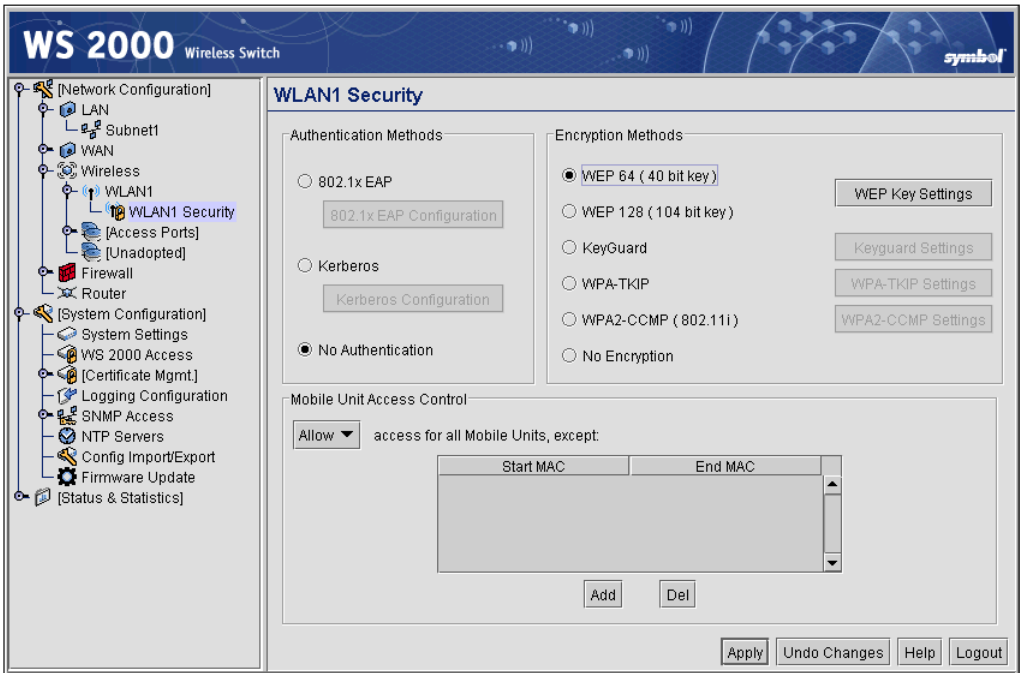 WS 2000 Wireless Switch
symbol
[Network Configuration]
LAN
Subnet1
WAN
Wireless
WLAN1
WLAN1 Security
[Access Ports]
[Unadopted]
Firewall
Router
[System Configuration]
System Settings
WS 2000 Access
[Certificate Mgmt.]
Logging Configuration
SNMP Access
NTP Servers
Config Import/Export
Firmware Update
[Status & Statistics]
WLAN1 Security
Authentication Methods
802.1x EAP
802.1x EAP Configuration
Kerberos
Kerberos Configuration
No Authentication
Encryption Methods
WEP 64 ( 40 bit key )
WEP Key Settings
WEP 128 ( 104 bit key )
KeyGuard
Keyguard Settings
WPA-TKIP
WPA-TKIP Settings
WPA2-CCMP ( 802.11i )
WPA2-CCMP Settings
No Encryption
Mobile Unit Access Control
Allow access for all Mobile Units, except:
Start MAC End MAC
Add Del
Apply Undo Changes Help Logout